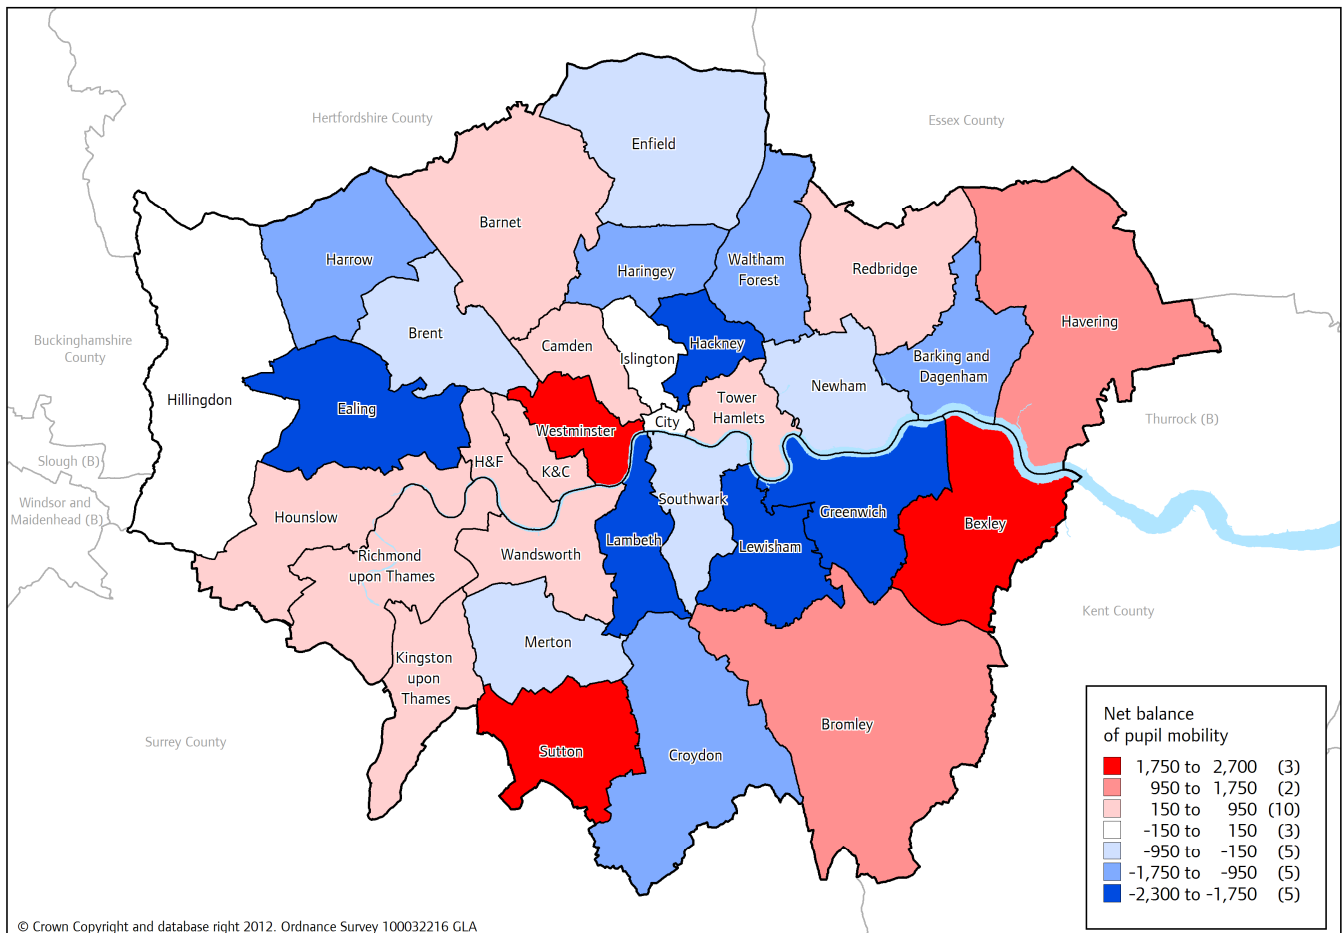 Hertfordshire County
Essex County
Enfield
Barnet
Harrow
Haringey
Waltham
Forest
Redbridge
Havering
Buckinghamshire
County
Brent
Camden
Islington
Hackney
Barking and
Dagenham
Newham
Hillingdon
Ealing
Tower
Hamlets
City
Westminster
Thurrock (B)
Slough (B)
H&F
K&C
Windsor and
Maidenhead (B)
Hounslow
Southwark
Greenwich
Bexley
Richmond
upon Thames
Wandsworth
Lambeth
Lewisham
Kent County
Merton
Kingston
upon
Thames
Surrey County
Sutton
Croydon
Bromley
Net balance
of pupil mobility
1,750 to 2,700 (3)
950 to 1,750 (2)
150 to 950 (10)
-150 to 150 (3)
-950 to -150 (5)
-1,750 to -950 (5)
-2,300 to -1,750 (5)
© Crown Copyright and database right 2012. Ordnance Survey 100032216 GLA